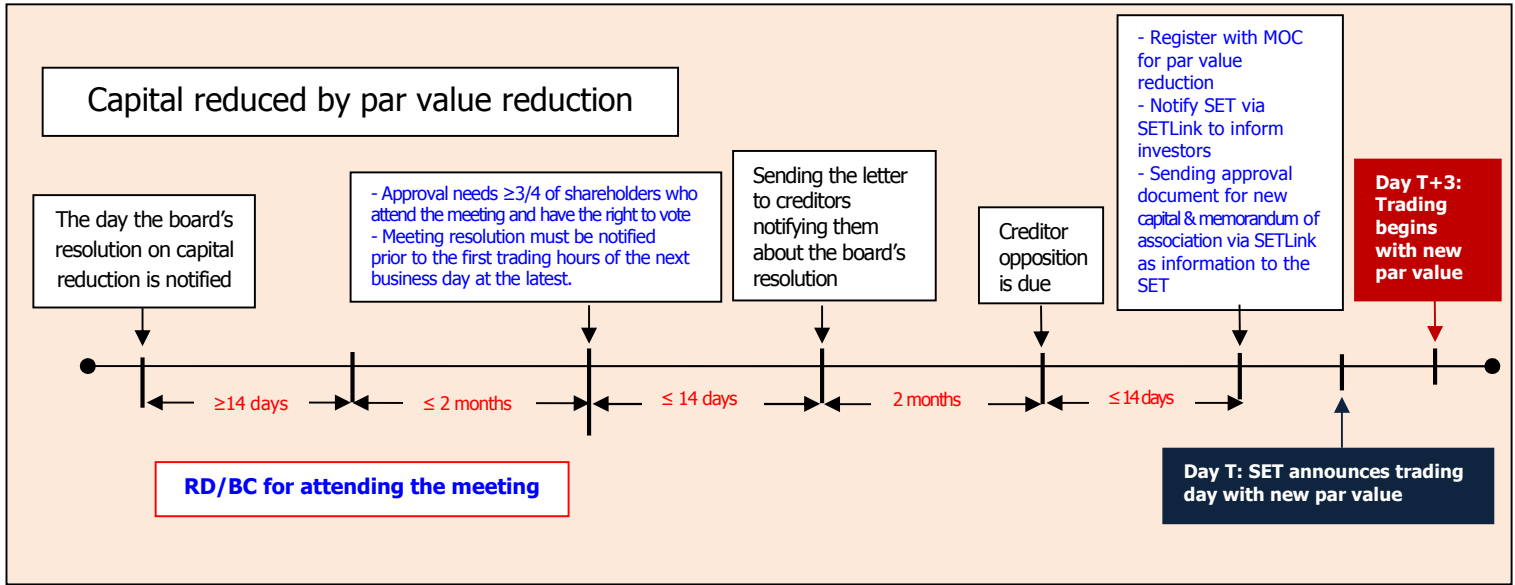 Capital reduced by par value reduction
The day the board's
resolution on capital
reduction is notified
- Approval needs ≥3/4 of shareholders who
attend the meeting and have the right to vote
- Meeting resolution must be notified
prior to the first trading hours of the next
business day at the latest.
Sending the letter
to creditors
notifying them
about the board's
resolution
Creditor
opposition
is due
- Register with MOC
for par value
reduction
- Notify SET via
SETLink to inform
investors
- Sending approval
document for new
capital & memorandum of
association via SETLink
as information to the
SET
Day T+3:
Trading
begins
with new
par value
≥14 days
≤ 2 months
≤ 14 days
2 months
≤ 14 days
RD/BC for attending the meeting
Day T: SET announces trading
day with new par value